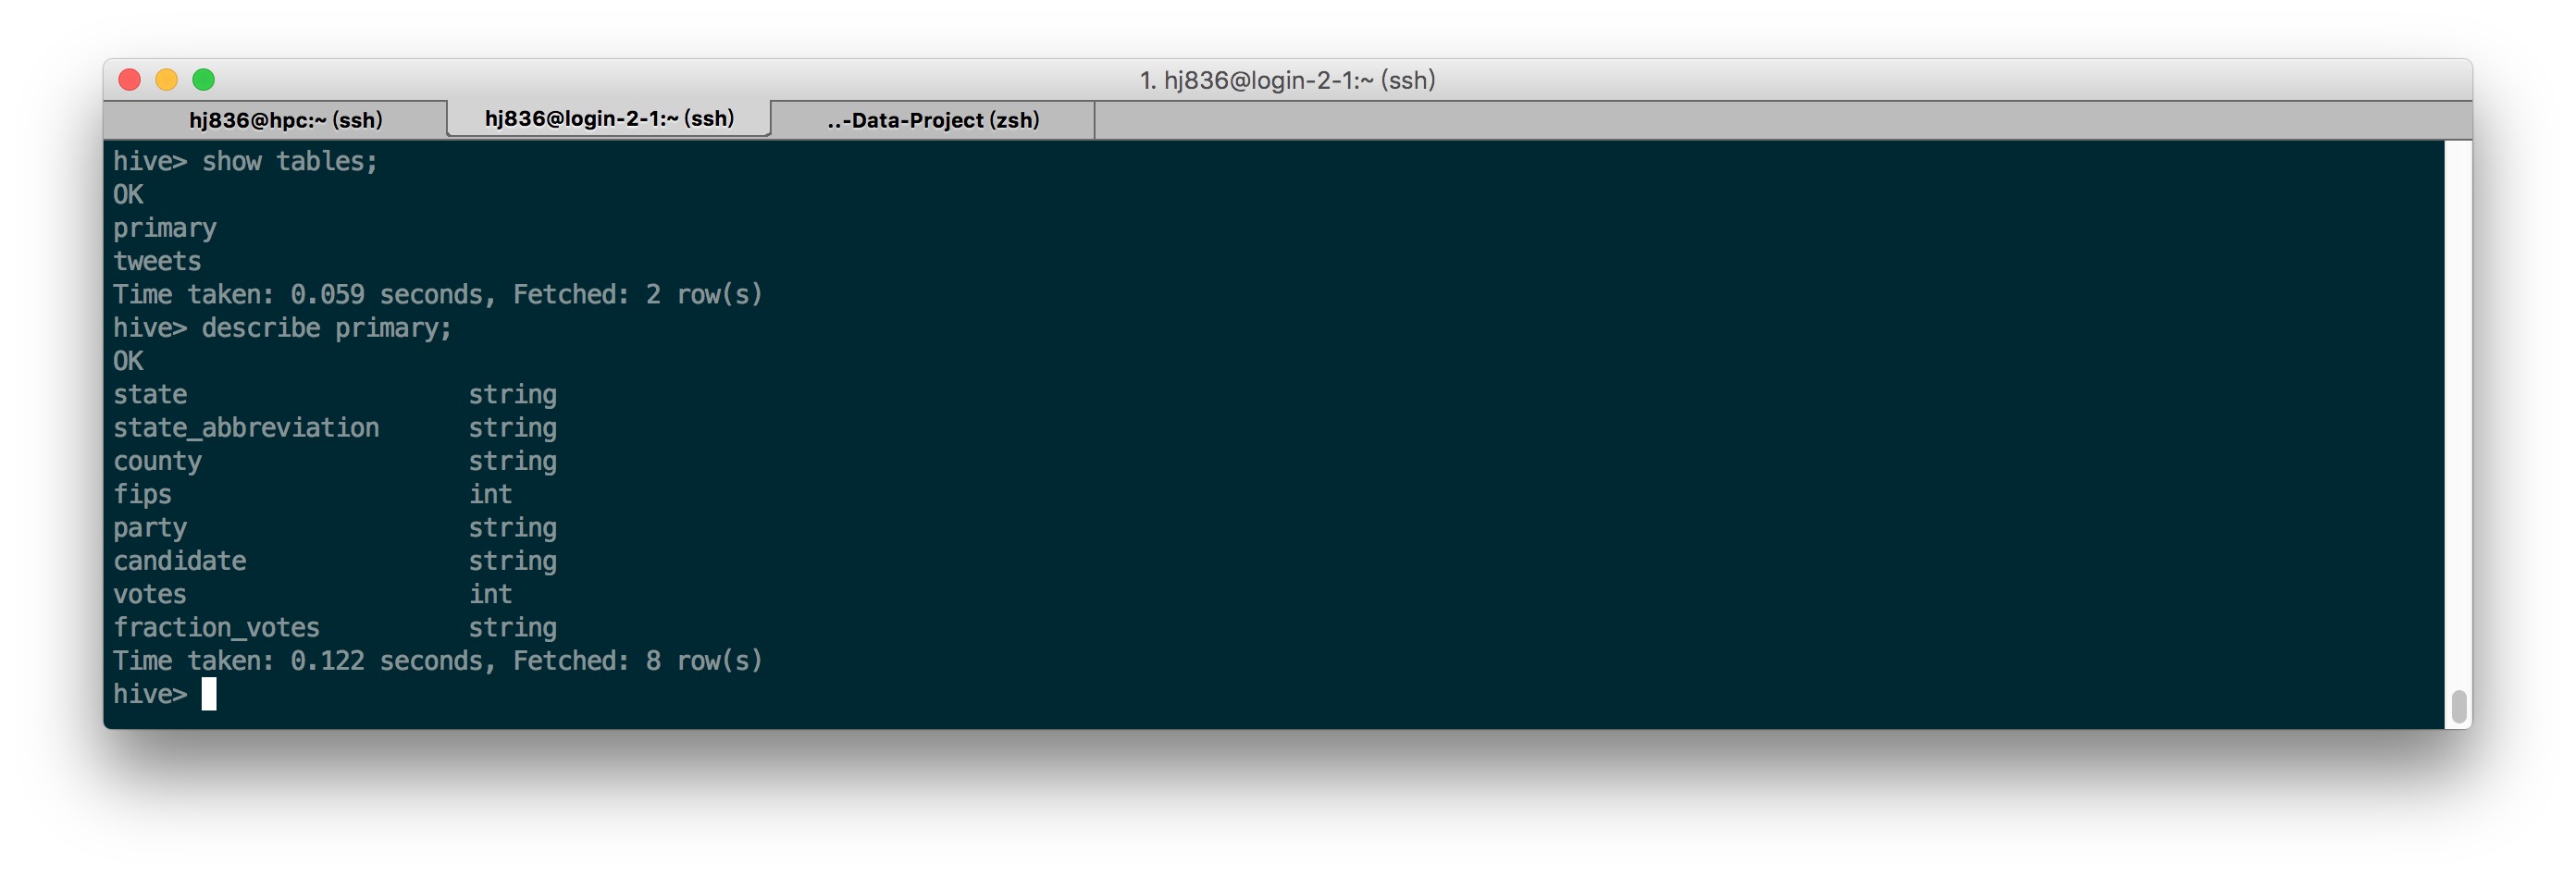 1. hj836@login-2-1:~ (ssh)
hj836@hpc:~ (ssh) hj836@login-2-1:~ (ssh) ..-Data-Project (zsh)
hive> show tables;
OK
primary
tweets
Time taken: 0.059 seconds, Fetched: 2 row(s)
hive> describe primary;
OK
state string
state_abbreviation string
county string
fips int
party string
candidate string
votes int
fraction_votes string
Time taken: 0.122 seconds, Fetched: 8 row(s)
hive>